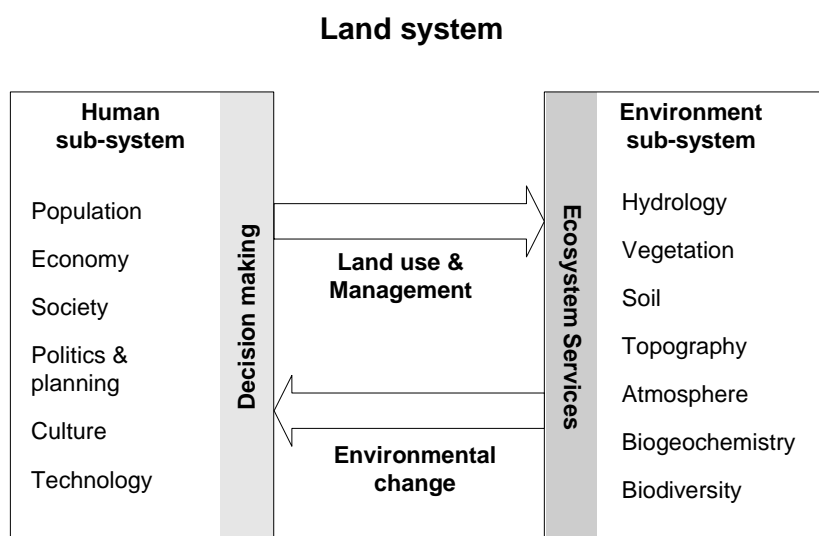 Land system
Human
sub-system
Population
Economy
Society
Politics &
planning
Culture
Technology
Decision making
Land use &
Management
Environmental
change
Ecosystem Services
Environment
sub-system
Hydrology
Vegetation
Soil
Topography
Atmosphere
Biogeochemistry
Biodiversity